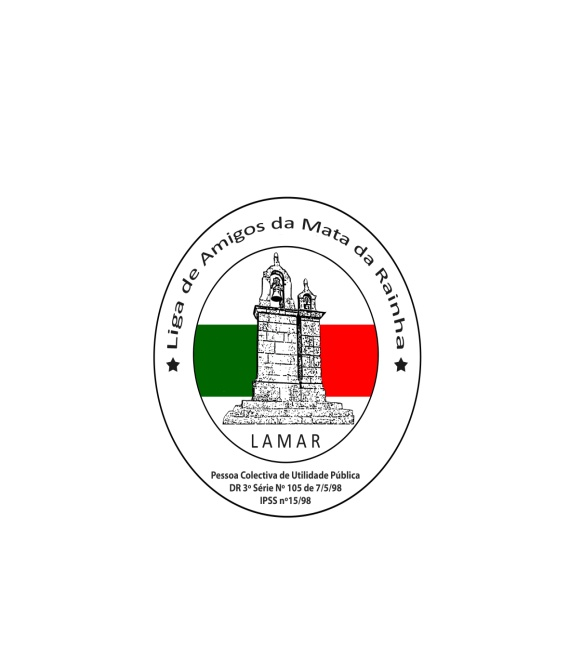 Liga de Amigos da Mata da Rainha
LAMAR
Pessoa Colectiva de Utilidade Pública
DR 3º Série Nº 105 de 7/5/98
IPSS nº15/98